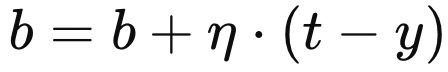 b = b + η · (t − y)